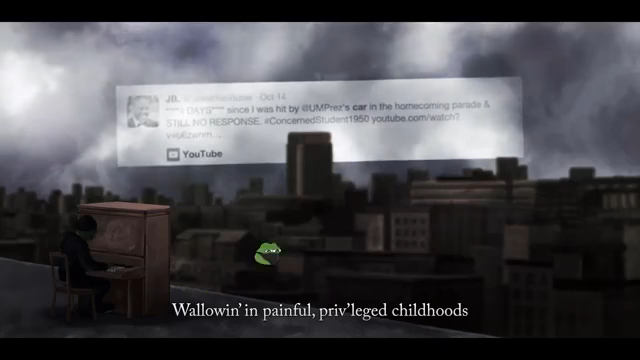 JB. Oct 14
DAYS**** since I was hit by @UMPrez's car in the homecoming parade &
STILL NO RESPONSE. #ConcernedStudent1950 youtube.com/watch?
YouTube
Wallowin' in painful, priv'leged childhoods